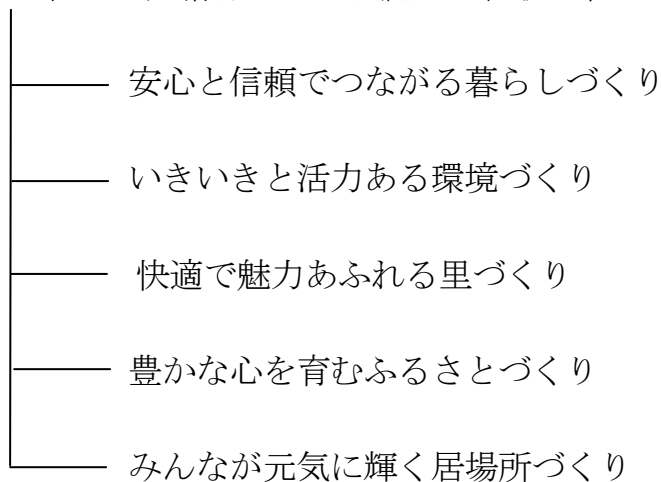 安心と信頼でつながる暮らしづくり
いきいきと活力ある環境づくり
快適で魅力あふれる里づくり
豊かな心を育むふるさとづくり
みんなが元気に輝く居場所づくり